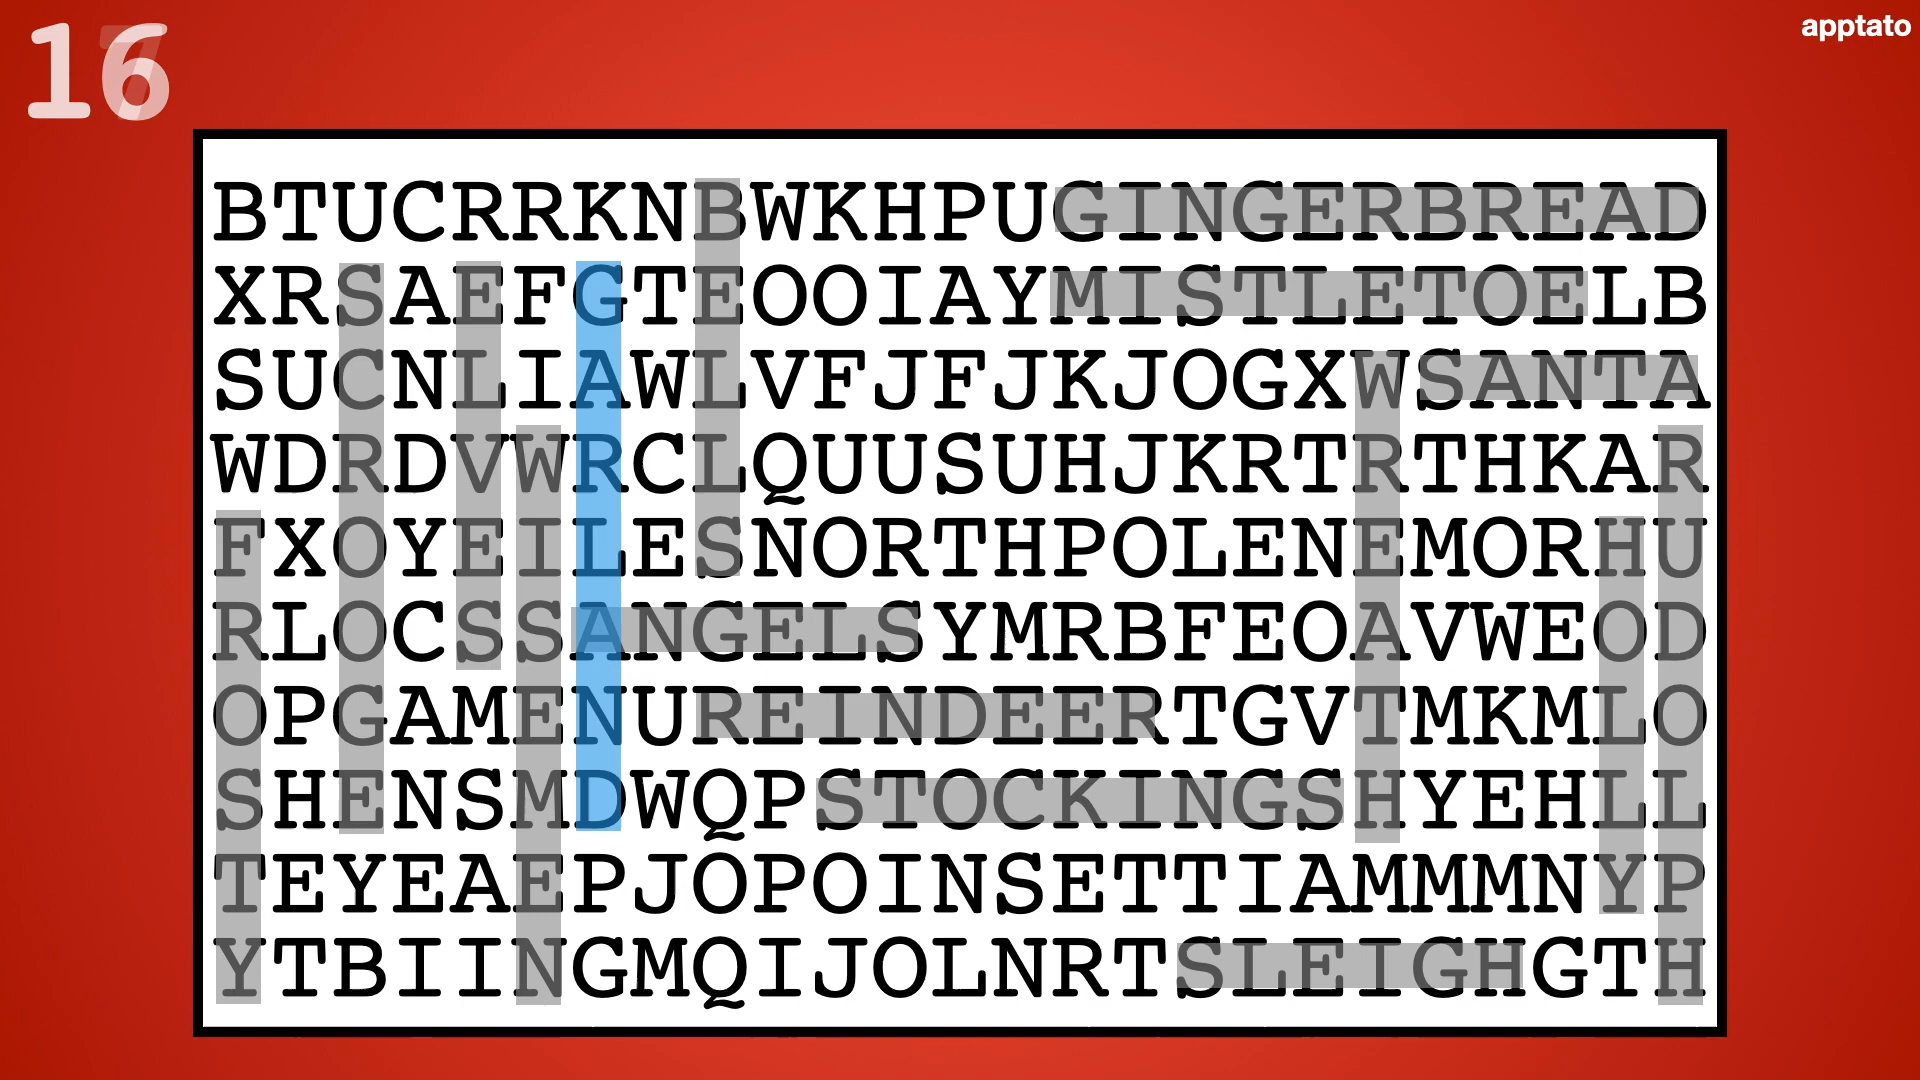 16
apptato
BTUCRRKNBWKHPUGINGERBREAD
XRSAEFGTEOOIAYMISTLETOELB
SUCNLIAWLVFJFJKJOGXWSANTA
WDRDVWRCLQUUSUHJKRTRTHKAR
FXOYEILESNORTHPOLENEMORHU
RLOCSSANGELSYMRBFEOAVWEOD
OPGAMENUREINDEERTGVTMKMLO
SHENSMDWQPSTOCKINGSHYEHLL
TEYEAEPJOPOINSETTIAMMMNYP
YTBIINGMQIJOLNRTSLEIGHGTH